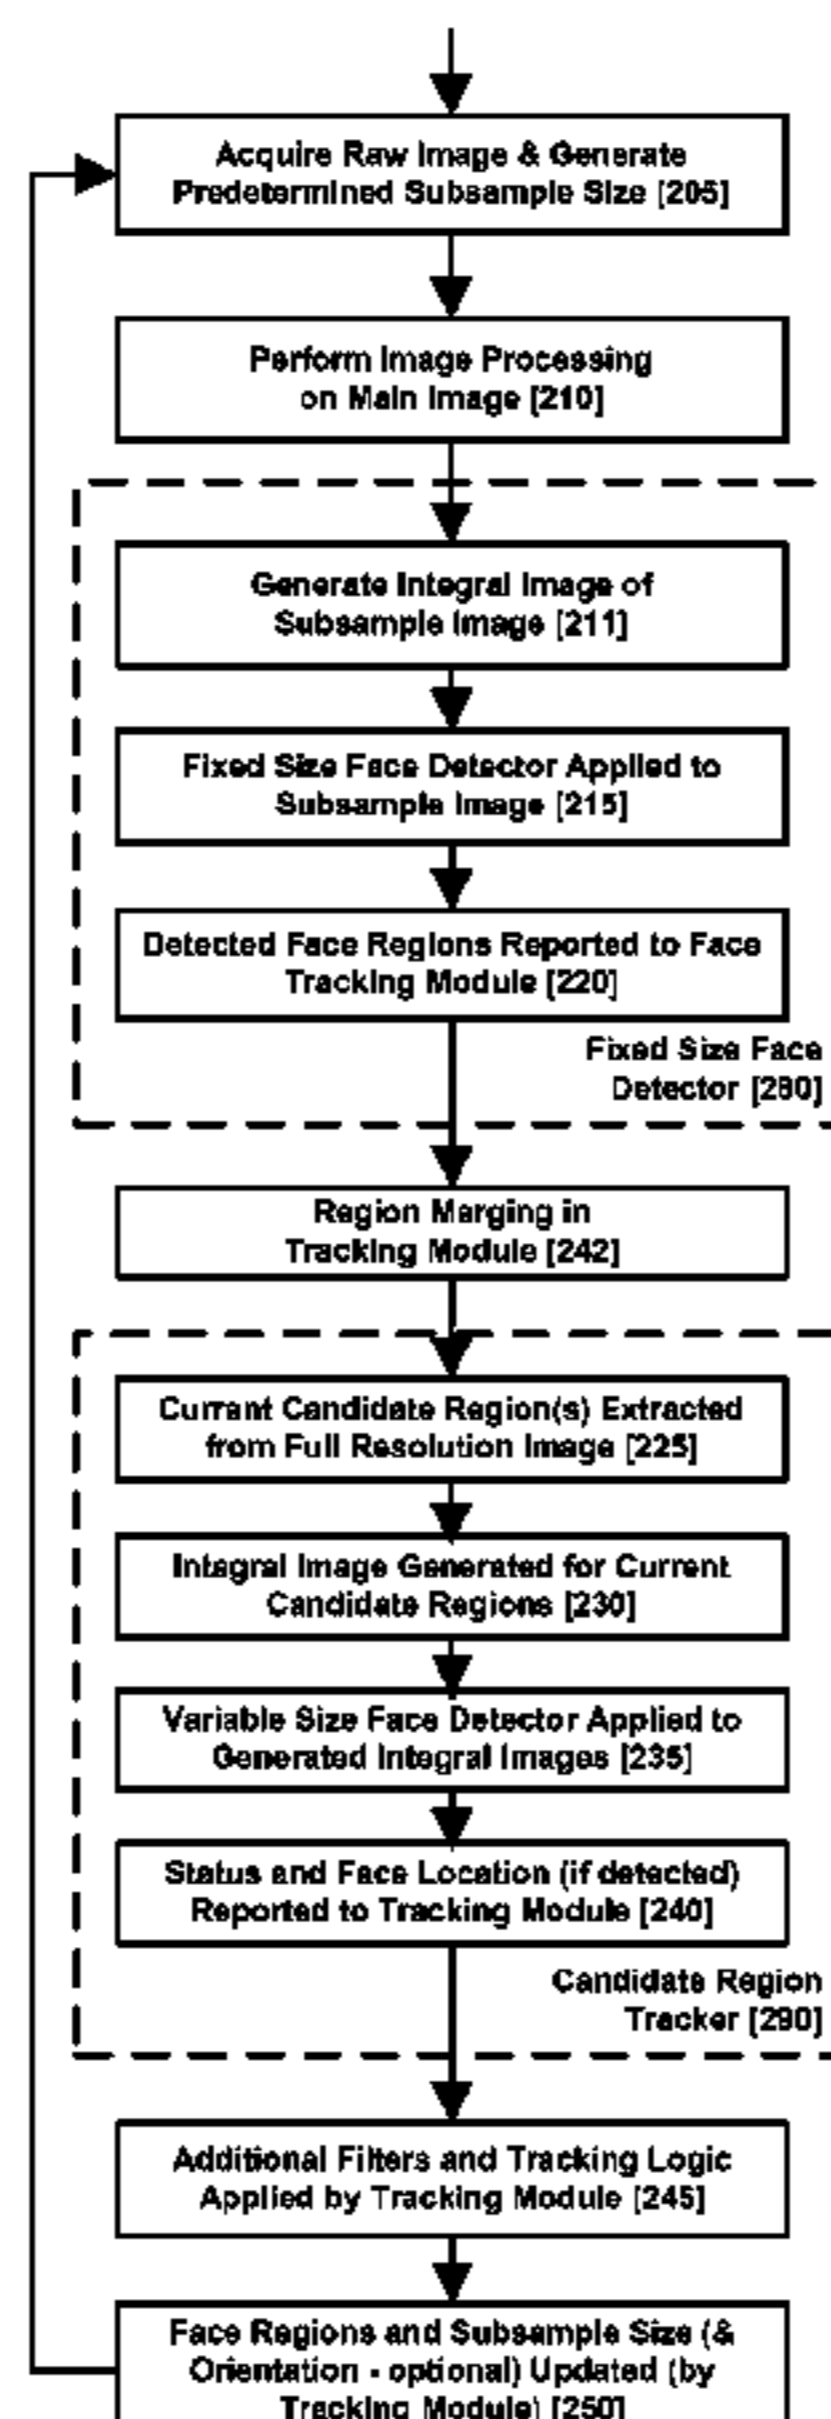 Acquire Raw Image & Generate
Predetermined Subsample Size [205]
Perform Image Processing
on Main Image [210]
Generate Integral Image of
Subsample Image [211]
Fixed Size Face Detector Applied to
Subsample Image [215]
Detected Face Regions Reported to Face
Tracking Module [220]
Fixed Size Face
Detector [280]
Region Merging in
Tracking Module [242]
Current Candidate Region(s) Extracted
from Full Resolution Image [225]
Integral Image Generated for Current
Candidate Regions [230]
Variable Size Face Detector Applied to
Generated Integral Images [235]
Status and Face Location (if detected)
Reported to Tracking Module [240]
Candidate Region
Tracker [290]
Additional Filters and Tracking Logic
Applied by Tracking Module [245]
Face Regions and Subsample Size (&
Orientation - optional) Updated (by
Tracking Module) [250]